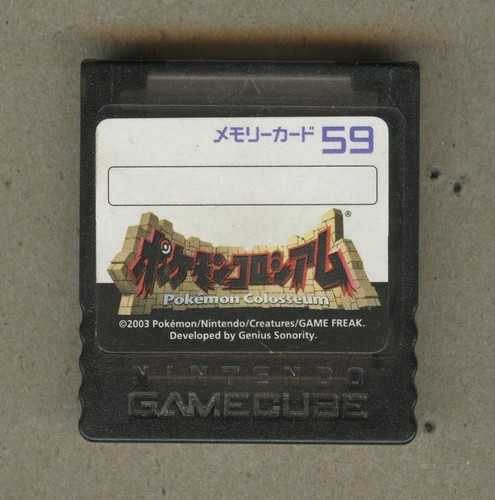 メモリーカード 59
ポケモンコロシアム®
Pokémon Colosseum
©2003 Pokémon/Nintendo/Creatures/GAME FREAK.
Developed by Genius Sonority.
NINTENDO
GAMECUBE